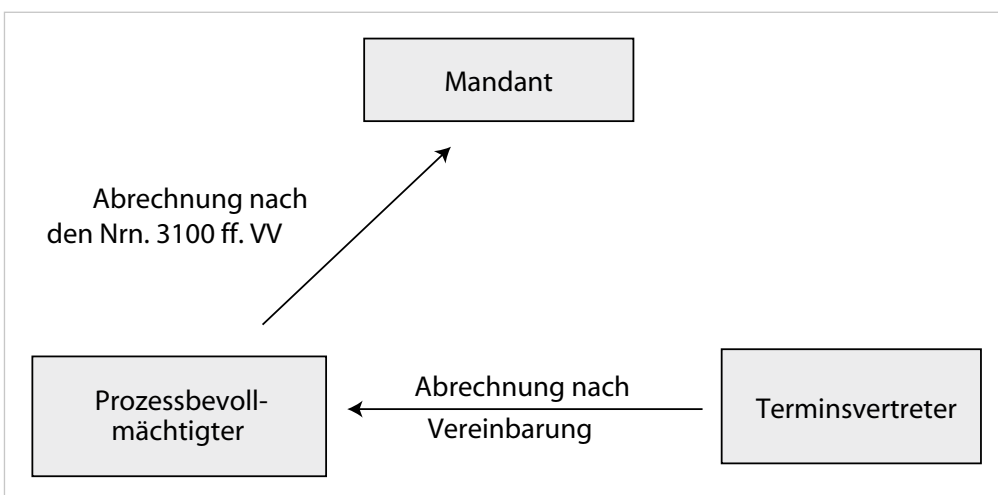 Mandant
Abrechnung nach
den Nrn. 3100 ff. VV
Prozessbevoll-
mächtigter
Abrechnung nach
Vereinbarung
Terminsvertreter